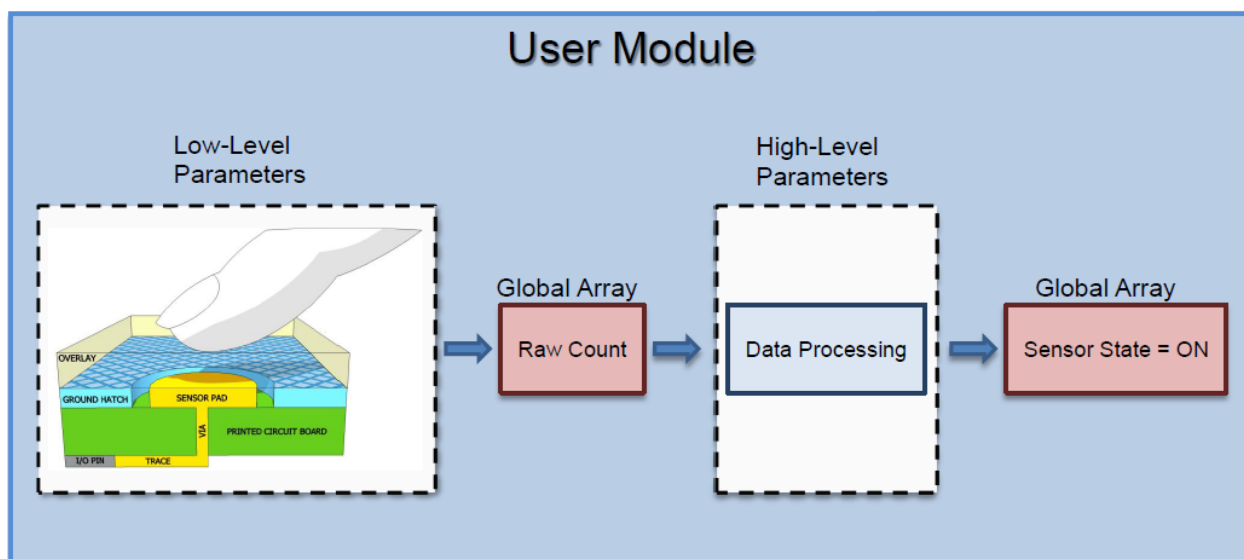 User Module
Low-Level
Parameters
High-Level
Parameters
Global Array
Global Array
OVERLAY
GROUND HATCH
SENSOR PAD
VIA
PRINTED CIRCUIT BOARD
I/O PIN
TRACE
Raw Count
Data Processing
Sensor State = ON